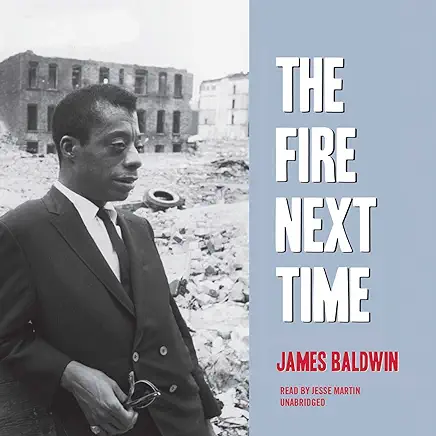 THE
FIRE
NEXT
TIME
JAMES BALDWIN
READ BY JESSE MARTIN
UNABRIDGED